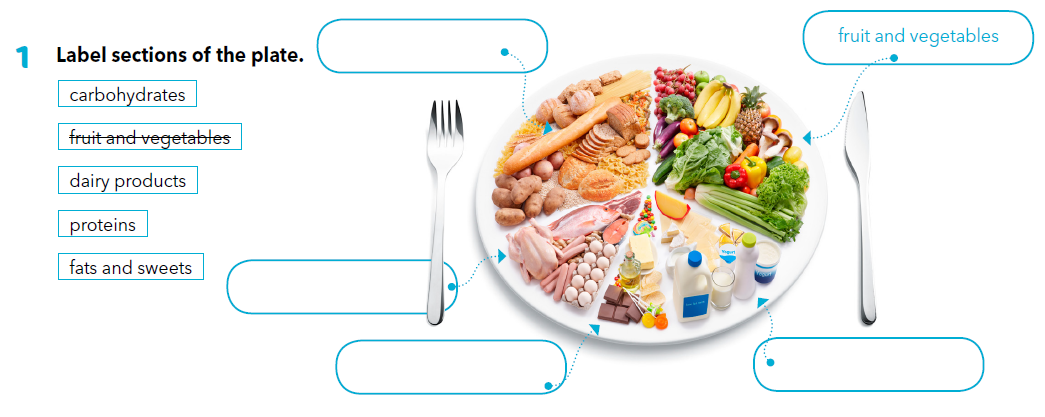 1 Label sections of the plate.
carbohydrates
fruit and vegetables
dairy products
proteins
fats and sweets
fruit and vegetables